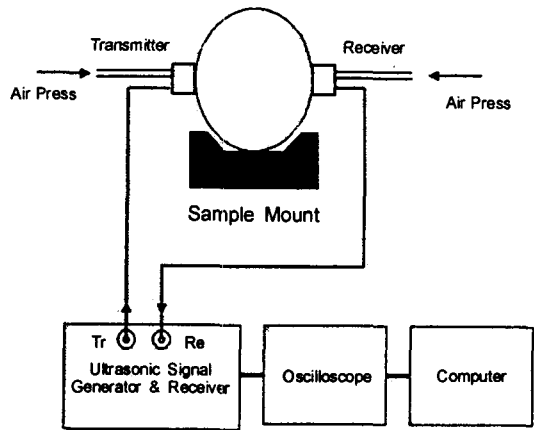 Transmitter
Receiver
Air Press
Air Press
Sample Mount
Tr
Re
Ultrasonic Signal
Generator & Receiver
Oscilloscope
Computer